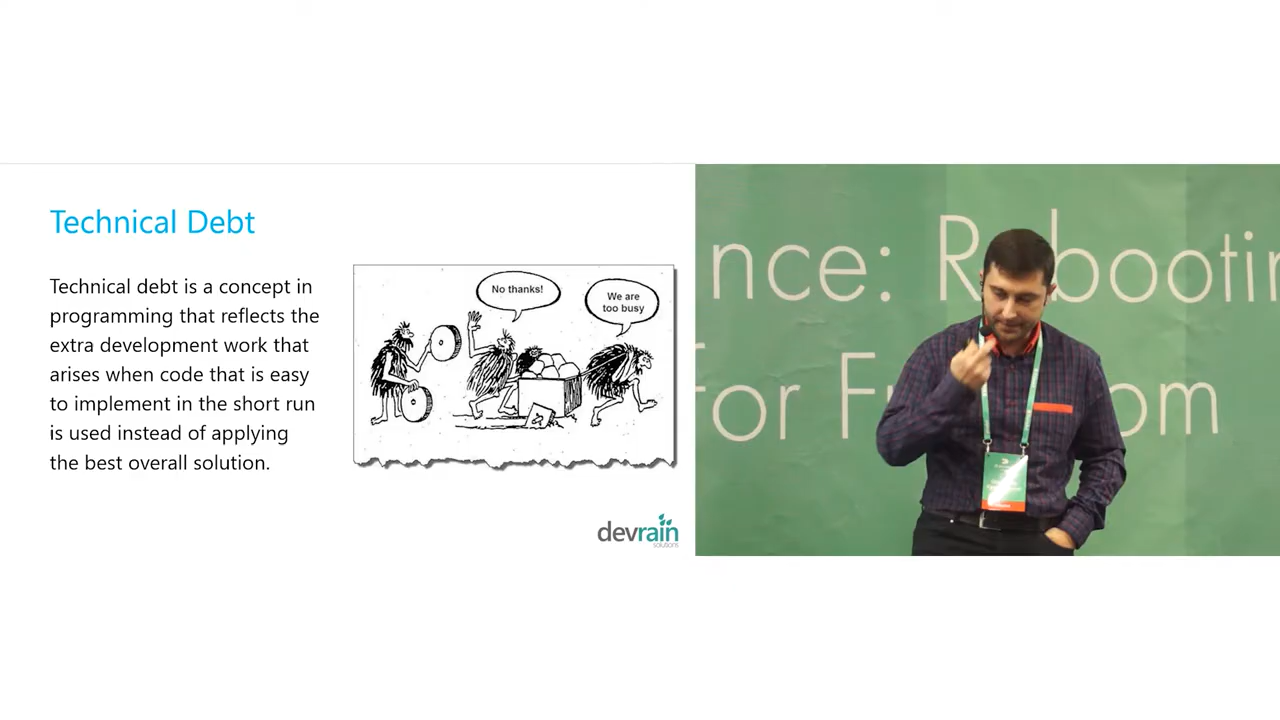 Technical Debt
Technical debt is a concept in
programming that reflects the
extra development work that
arises when code that is easy
to implement in the short run
is used instead of applying
the best overall solution.
No thanks!
We are
too busy
devrain
solutions
nce: R bootin
for F om